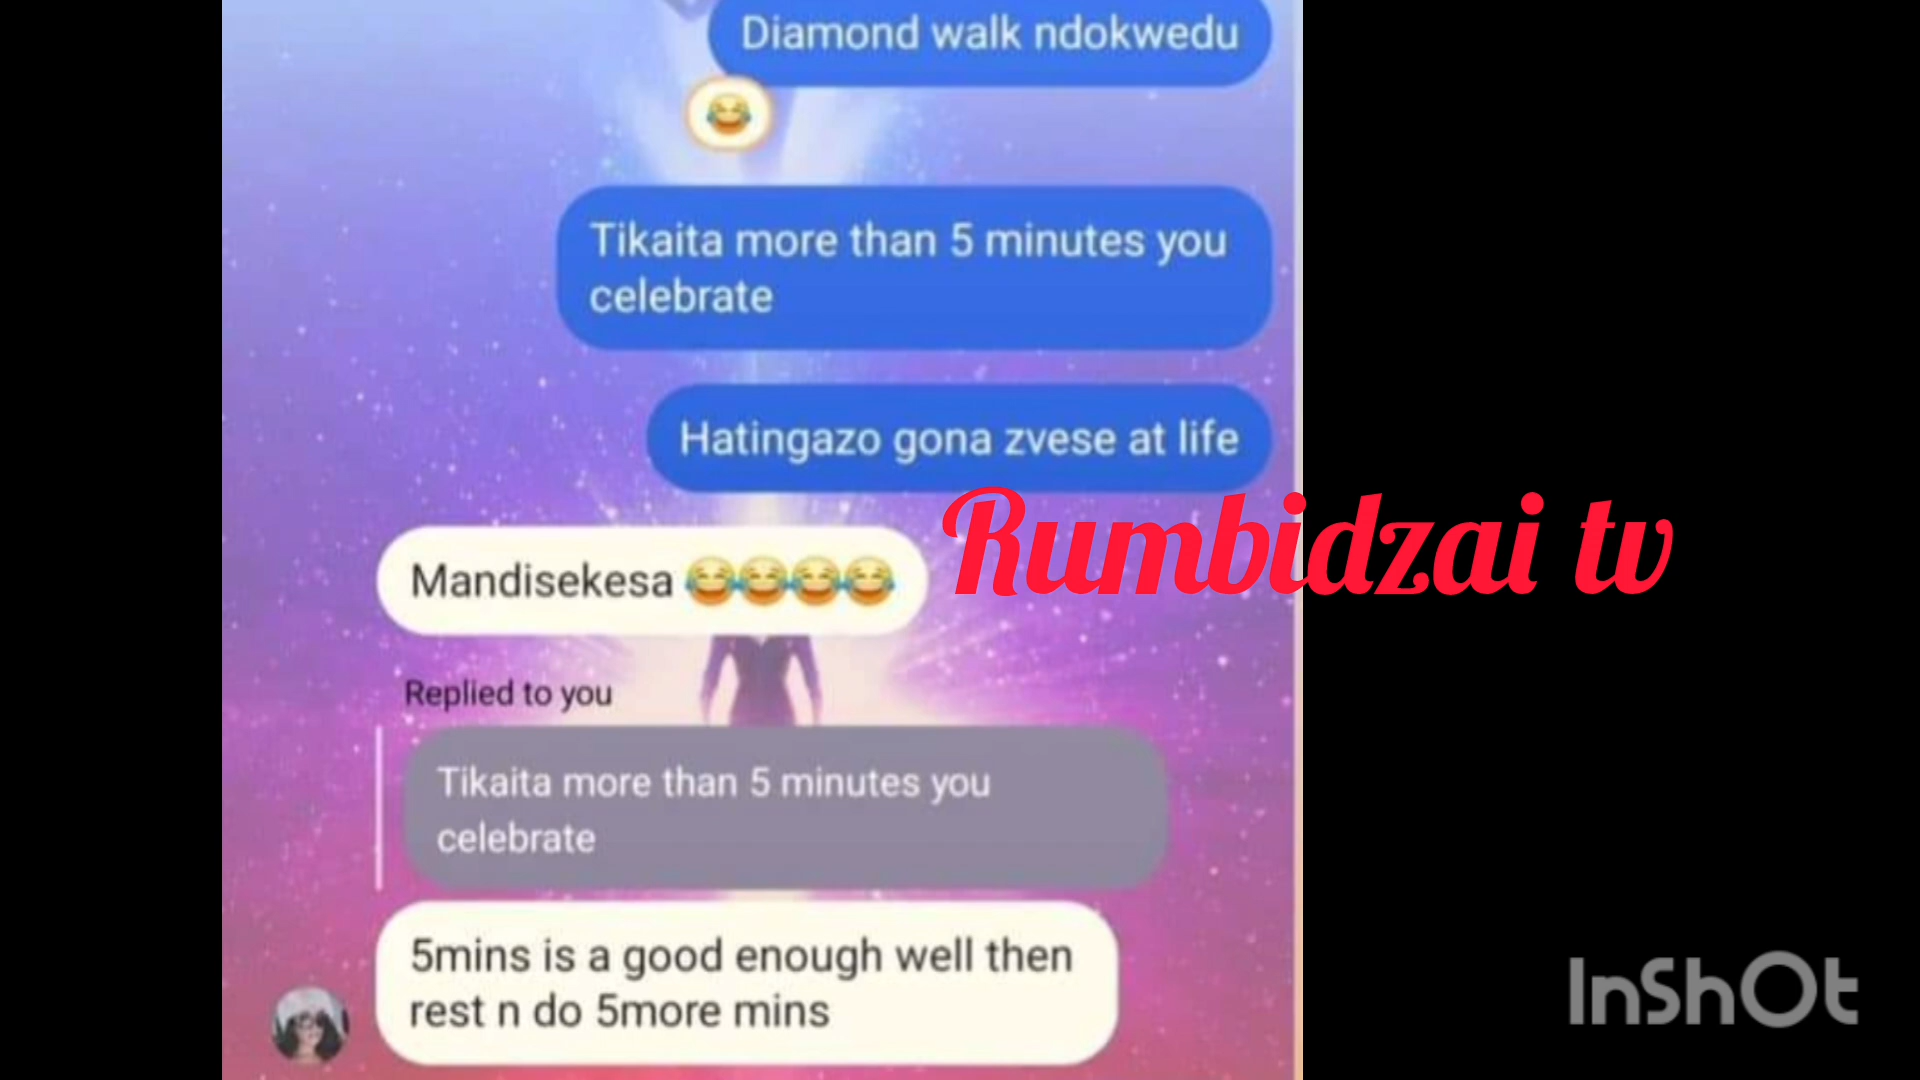 Diamond walk ndokwedu
😂
Tikaita more than 5 minutes you
celebrate
Hatingazo gona zvese at life
Mandisekesa 😂😂😂😂
Rumbidzai tv
Replied to you
Tikaita more than 5 minutes you
celebrate
5mins is a good enough well then
rest n do 5more mins
InShOt